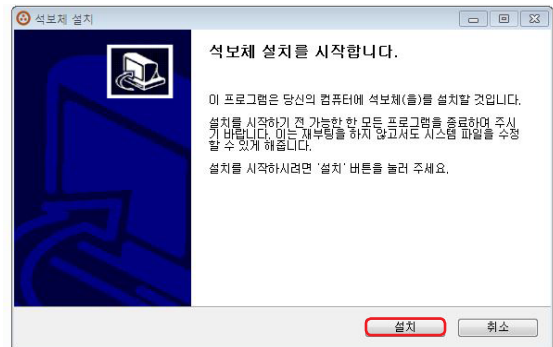 석보체 설치
석보체 설치를 시작합니다.
이 프로그램은 당신의 컴퓨터에 석보체(을)를 설치할 것입니다.
설치를 시작하기 전 가능한 한 모든 프로그램을 종료하여 주시
기 바랍니다. 이는 재부팅을 하지 않고서도 시스템 파일을 수정
할 수 있게 해줍니다.
설치를 시작하시려면 '설치' 버튼을 눌러 주세요.
설치
취소